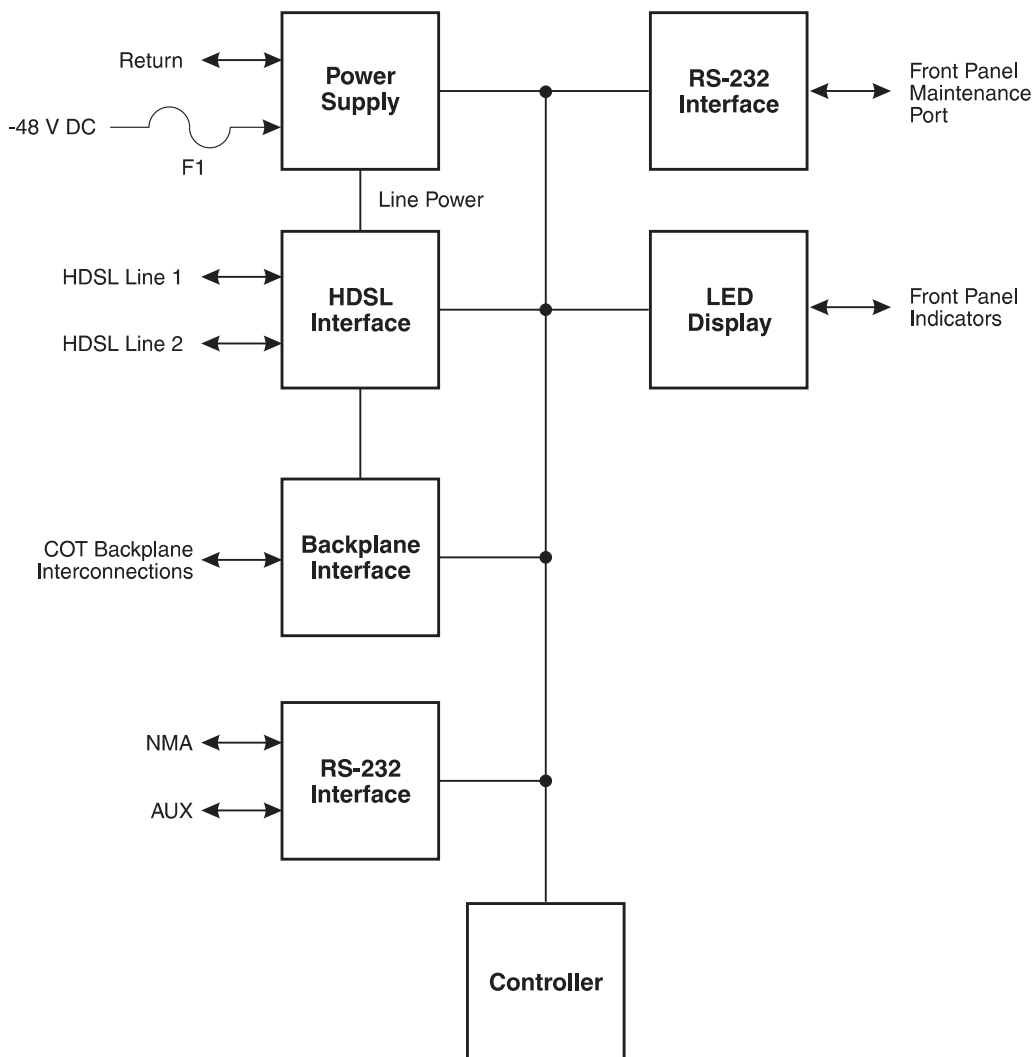 Return
Power
Supply
-48 V DC
F1
RS-232
Interface
Front Panel
Maintenance
Port
Line Power
HDSL Line 1
HDSL Line 2
HDSL
Interface
LED
Display
Front Panel
Indicators
COT Backplane
Interconnections
Backplane
Interface
NMA
AUX
RS-232
Interface
Controller